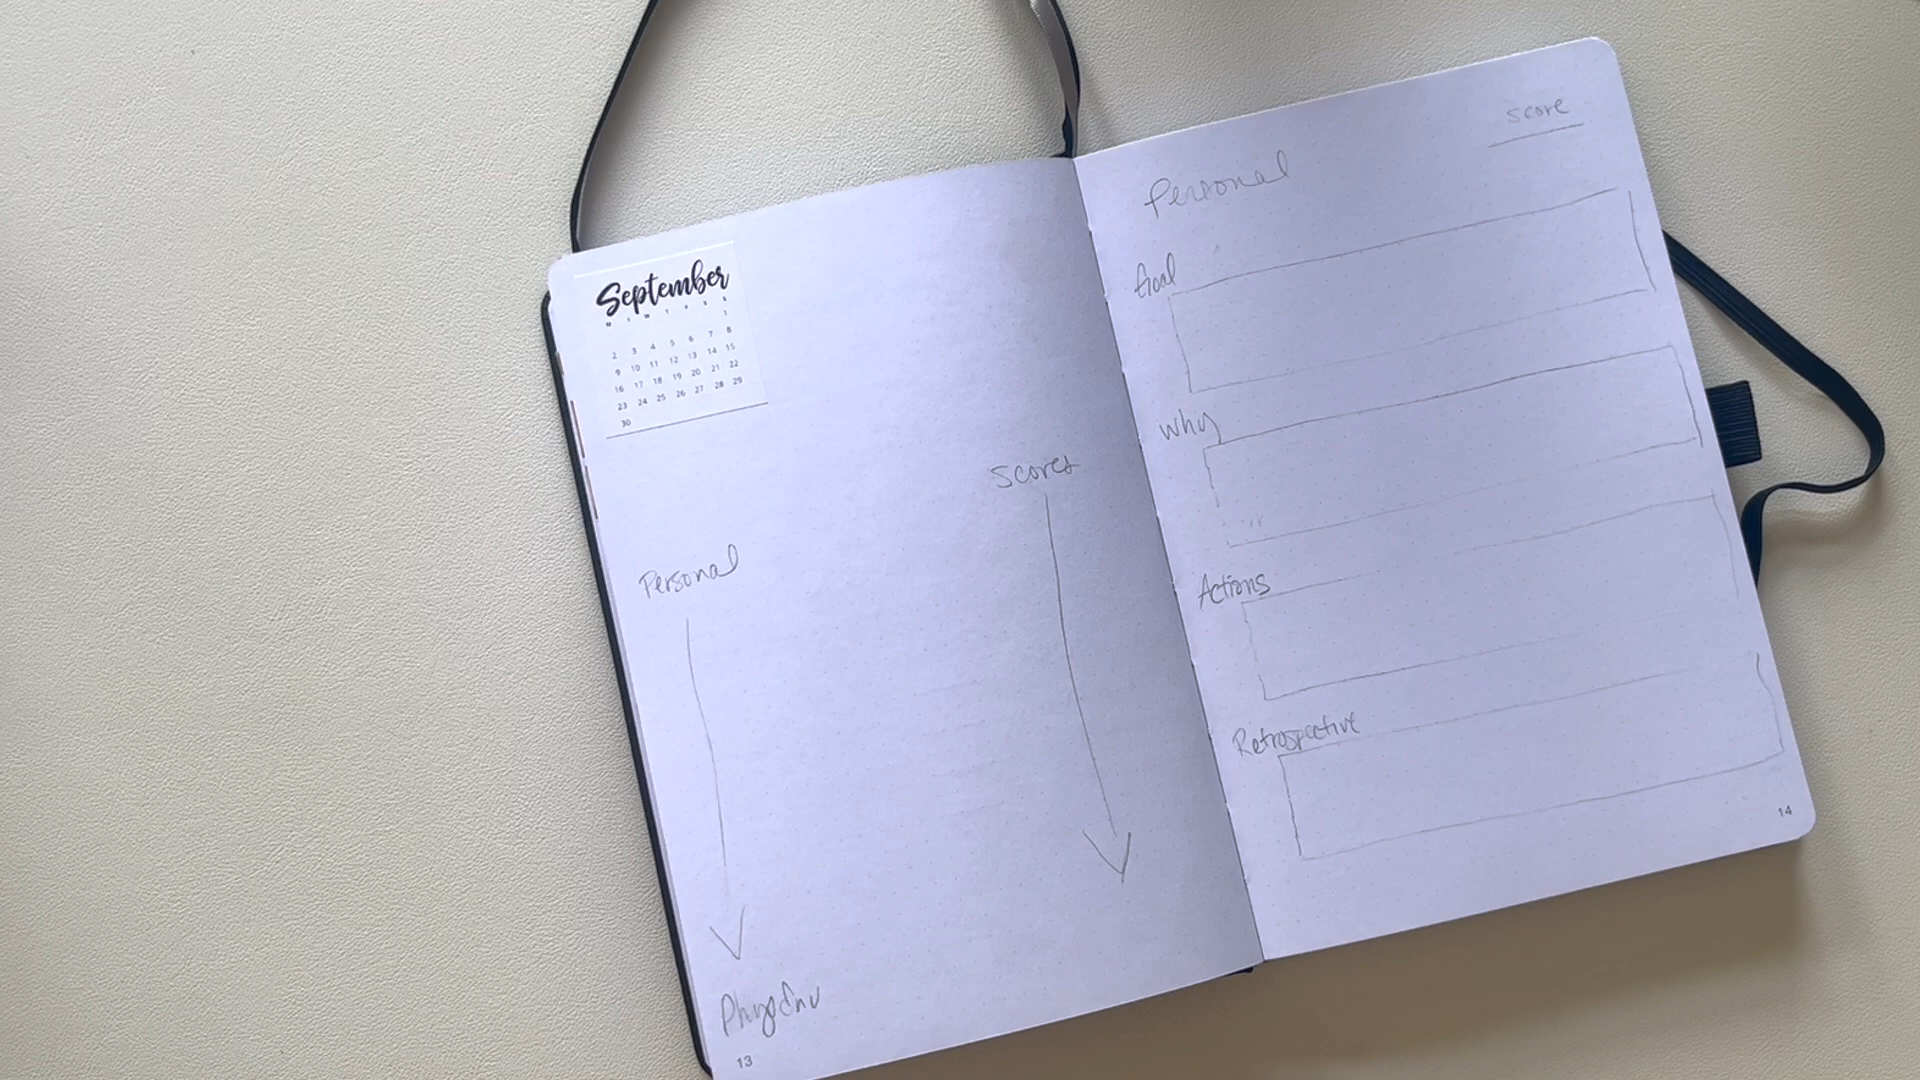 September
M T W T F S S
1
2 3 4 5 6 7 8
9 10 11 12 13 14 15
16 17 18 19 20 21 22
23 24 25 26 27 28 29
30
Scores
Personal
PhysEnv
13
Score
Personal
Goal
Why
Actions
Retrospective
14